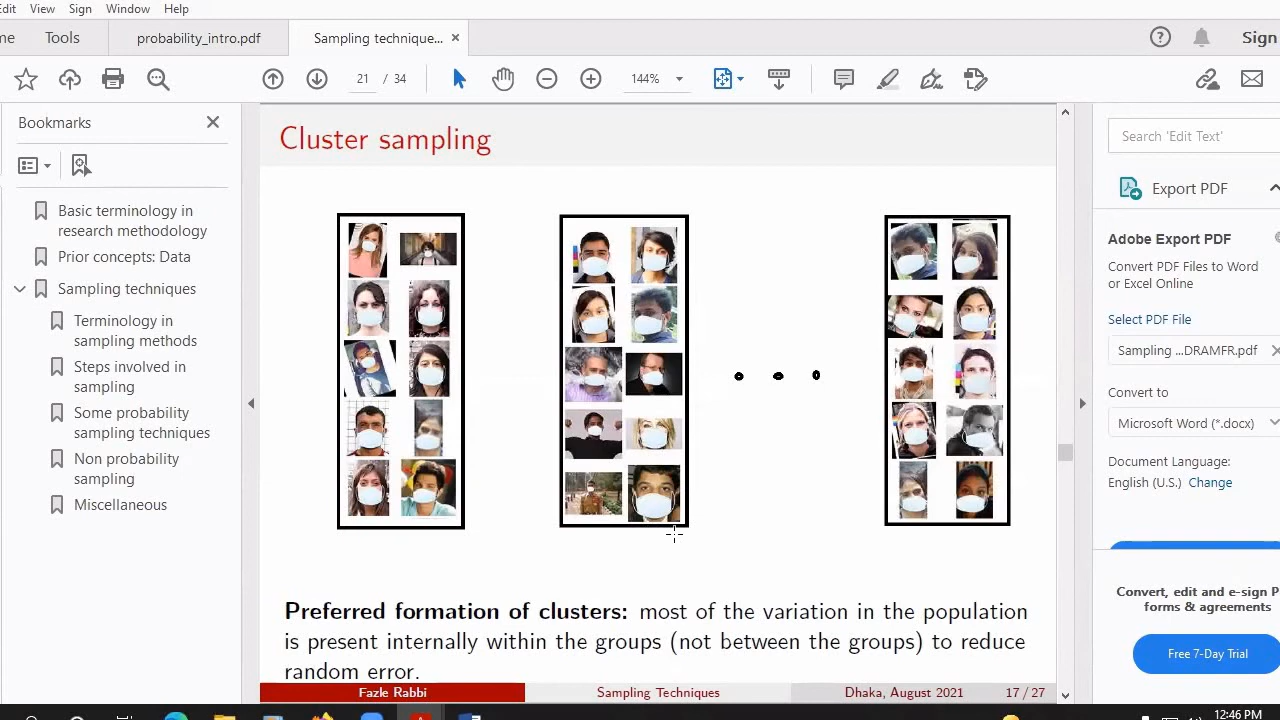 Edit View Sign Window Help
me Tools probability_intro.pdf Sampling technique... × Sign
21 / 34 144%
Bookmarks
Basic terminology in
research methodology
Prior concepts: Data
Sampling techniques
Terminology in
sampling methods
Steps involved in
sampling
Some probability
sampling techniques
Non probability
sampling
Miscellaneous
Cluster sampling
Preferred formation of clusters: most of the variation in the population
is present internally within the groups (not between the groups) to reduce
random error.
Fazle Rabbi Sampling Techniques Dhaka, August 2021 17 / 27
Search 'Edit Text'
Export PDF
Adobe Export PDF
Convert PDF Files to Word
or Excel Online
Select PDF File
Sampling ...DRAMFR.pdf
Convert to
Microsoft Word (*.docx)
Document Language:
English (U.S.) Change
Convert, edit and e-sign P
forms & agreements
Free 7-Day Trial
12:46 PM